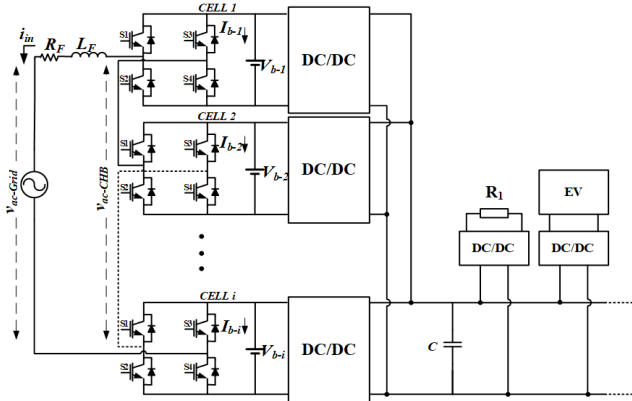 CELL 1
i_in
R_F
L_F
S1
S3
I_b-1
V_b-1
DC/DC
S2
S4
CELL 2
S1
S3
I_b-2
V_b-2
DC/DC
S2
S4
v_ac-Grid
v_ac-CHB
R_1
EV
DC/DC
DC/DC
CELL i
S1
S3
I_b-i
V_b-i
DC/DC
C
S2
S4